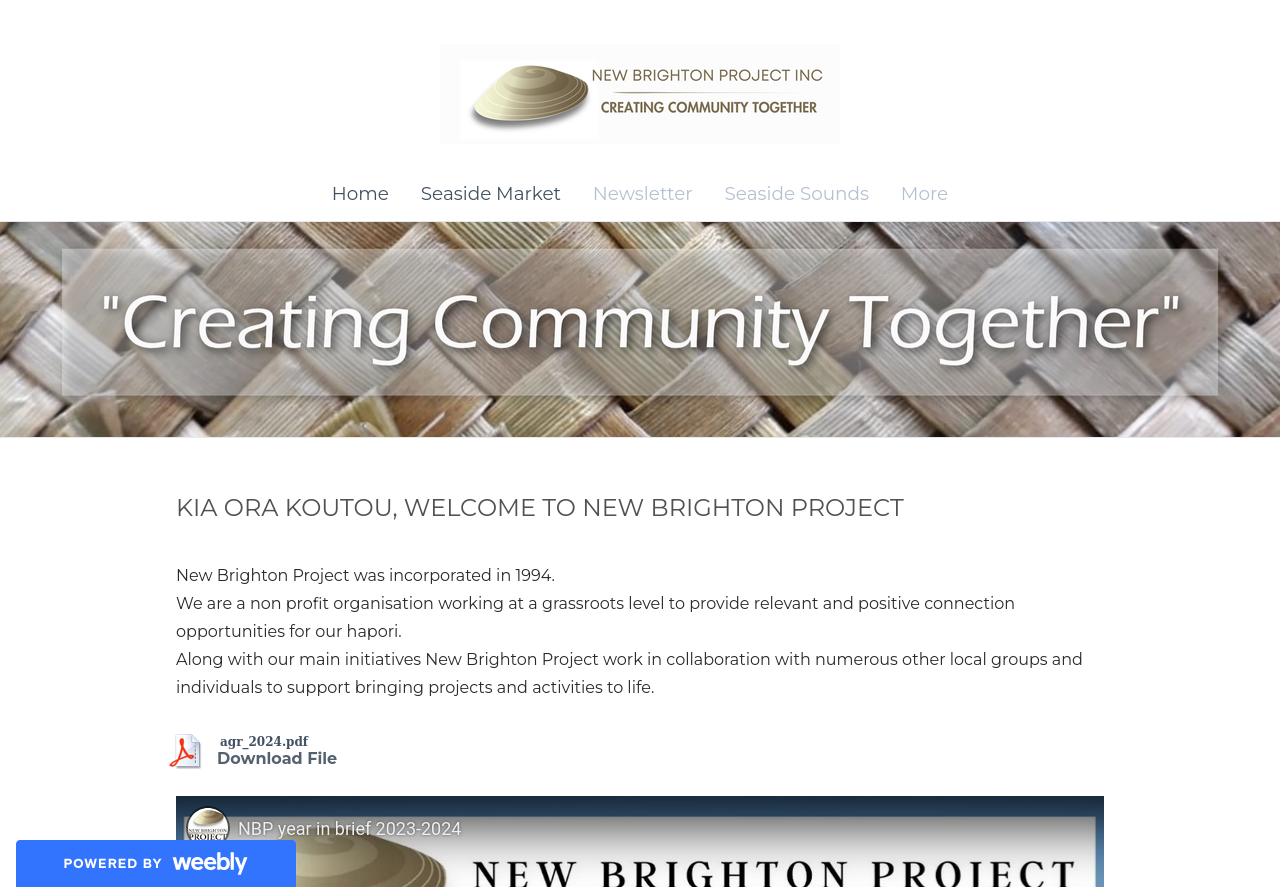 NEW BRIGHTON PROJECT INC
CREATING COMMUNITY TOGETHER
Home Seaside Market Newsletter Seaside Sounds More
"Creating Community Together"
KIA ORA KOUTOU, WELCOME TO NEW BRIGHTON PROJECT
New Brighton Project was incorporated in 1994.
We are a non profit organisation working at a grassroots level to provide relevant and positive connection
opportunities for our hapori.
Along with our main initiatives New Brighton Project work in collaboration with numerous other local groups and
individuals to support bringing projects and activities to life.
agr_2024.pdf
Download File
NEW BRIGHTON
PROJECT
NBP year in brief 2023-2024
NEW BRIGHTON PROJECT
POWERED BY weebly